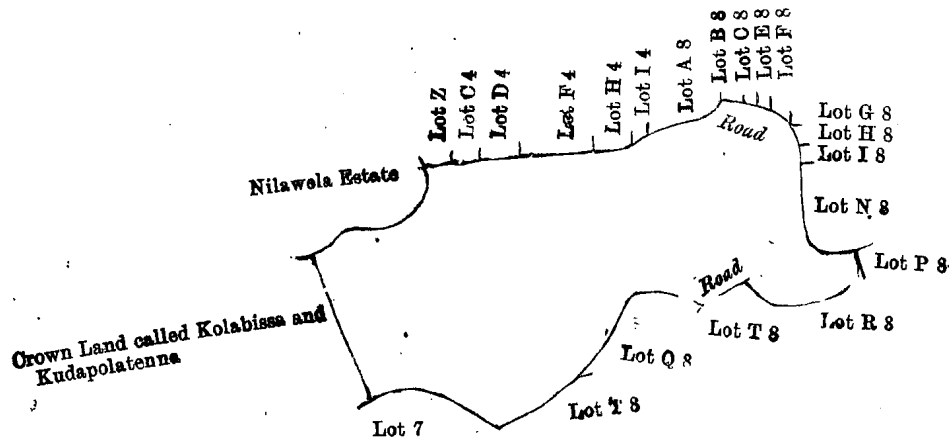 Lot Z
Lot C 4
Lot D 4
Lot F 4
Lot H 4
Lot I 4
Lot A 8
Lot B 8
Lot C 8
Lot E 8
Lot F 8
Road
Lot G 8
Lot H 8
Lot I 8
Nilawela Estate
Lot N 8
Lot P 8
Road
Lot R 8
Lot T 8
Crown Land called Kolabissa and
Kudapolatenna
Lot Q 8
Lot T 8
Lot 7